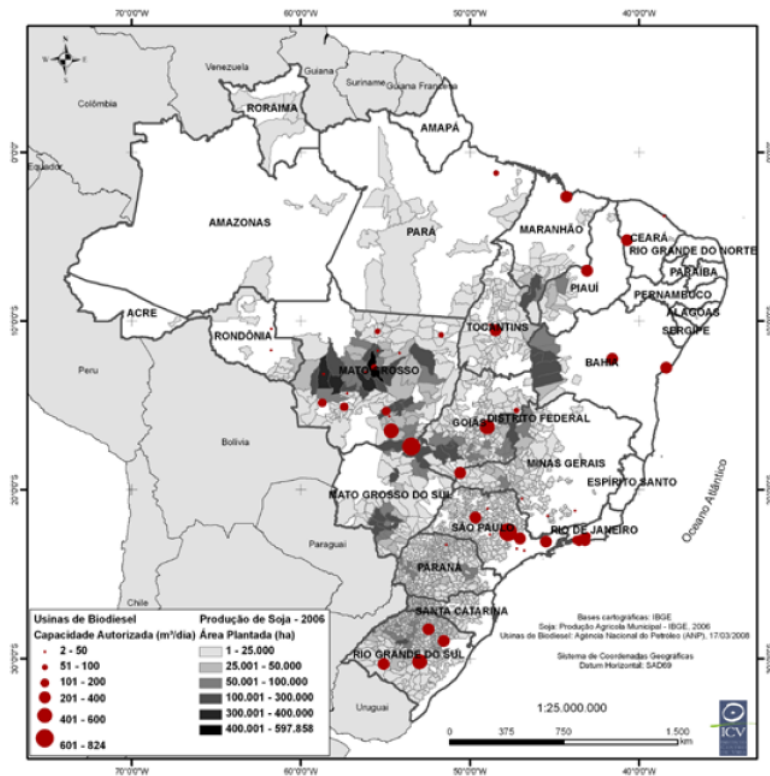 70°0'0"W 60°0'0"W 50°0'0"W 40°0'0"W
N
W E
S
Venezuela
Guiana
Suriname
Guiana Francesa
Colômbia
RORAIMA
AMAPÁ
Equador
AMAZONAS
PARÁ
MARANHÃO
CEARÁ
RIO GRANDE DO NORTE
PARAÍBA
PIAUÍ
PERNAMBUCO
ALAGOAS
SERGIPE
ACRE
RONDÔNIA
TOCANTINS
BAHIA
Peru
MATO GROSSO
GOIÁS
DISTRITO FEDERAL
Bolívia
MINAS GERAIS
ESPÍRITO SANTO
MATO GROSSO DO SUL
Oceano Atlântico
SÃO PAULO
RIO DE JANEIRO
Paraguai
PARANÁ
Chile
SANTA CATARINA
RIO GRANDE DO SUL
Uruguai
Usinas de Biodiesel
Capacidade Autorizada (m³/dia)
2 - 50
51 - 100
101 - 200
201 - 400
401 - 600
601 - 824
Produção de Soja - 2006
Área Plantada (ha)
1 - 25.000
25.001 - 50.000
50.001 - 100.000
100.001 - 300.000
300.001 - 400.000
400.001 - 597.858
Bases cartográficas: IBGE
Soja: Produção Agrícola Municipal - IBGE, 2006
Usinas de Biodiesel: Agência Nacional do Petróleo (ANP), 17/03/2008
Sistema de Coordenadas Geográficas
Datum Horizontal: SAD69
1:25.000.000
0 375 750 1.500
km
ICV
70°0'0"W 60°0'0"W 50°0'0"W 40°0'0"W